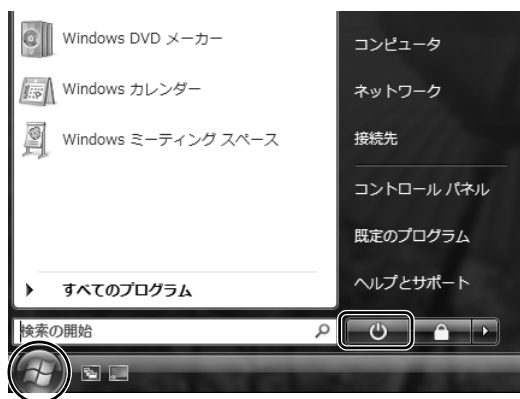 Windows DVD メーカー
Windows カレンダー
Windows ミーティング スペース
すべてのプログラム
検索の開始
コンピュータ
ネットワーク
接続先
コントロール パネル
既定のプログラム
ヘルプとサポート